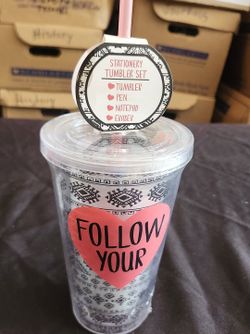 STATIONERY
TUMBLER SET
TUMBLER
PEN
NOTEPAD
ERASER
FOLLOW
YOUR
History